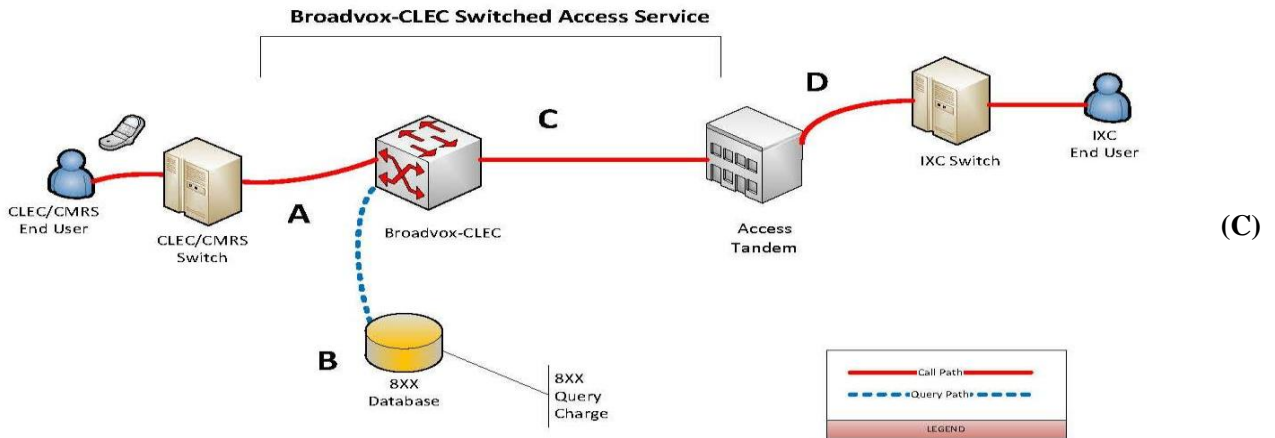 Broadvox-CLEC Switched Access Service
D
C
IXC Switch
IXC
End User
CLEC/CMRS
End User
CLEC/CMRS
Switch
A
Broadvox-CLEC
Access
Tandem
(C)
B
8XX
Database
8XX
Query
Charge
Call Path
Query Path
LEGEND